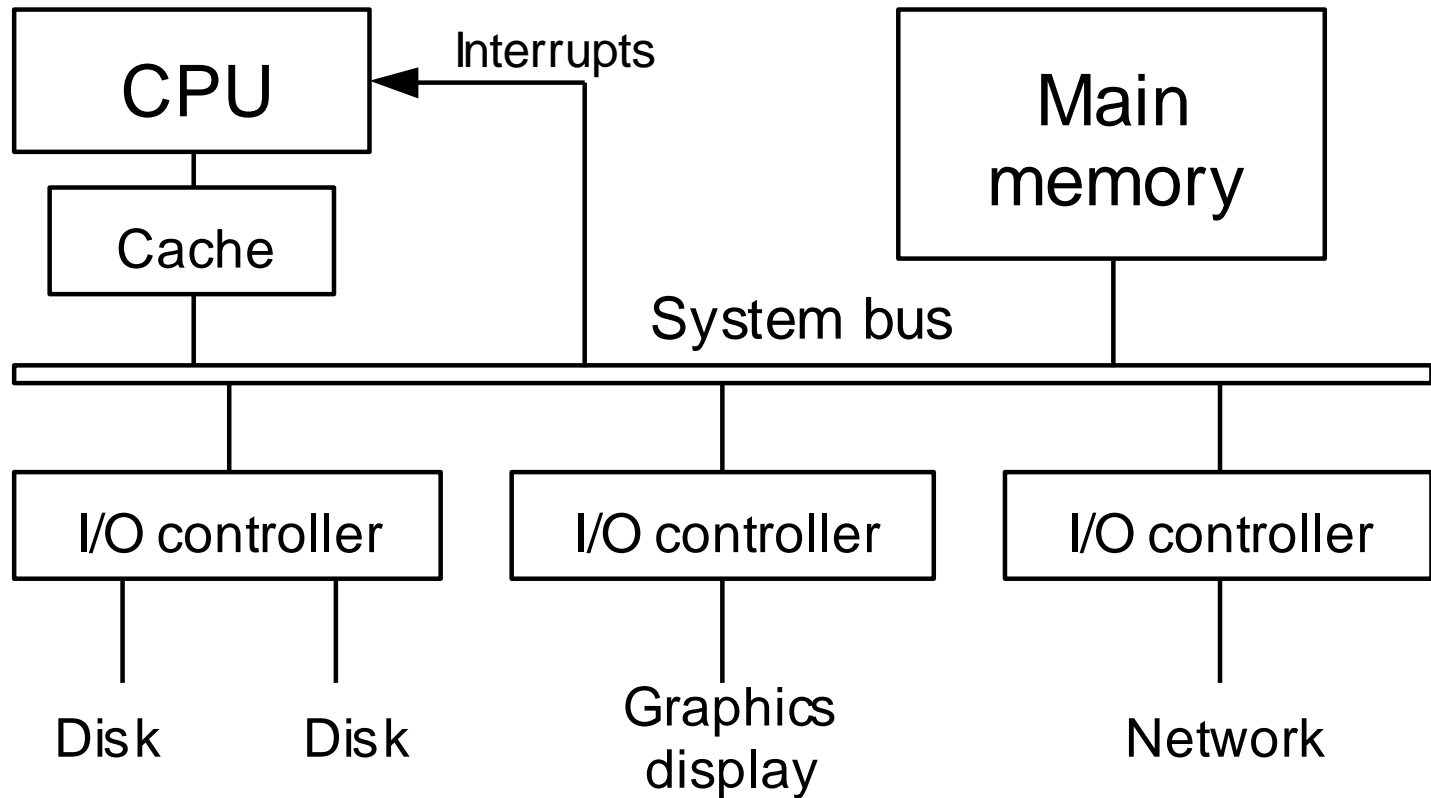 CPU
Interrupts
Main
memory
Cache
System bus
I/O controller
I/O controller
I/O controller
Disk
Disk
Graphics
display
Network